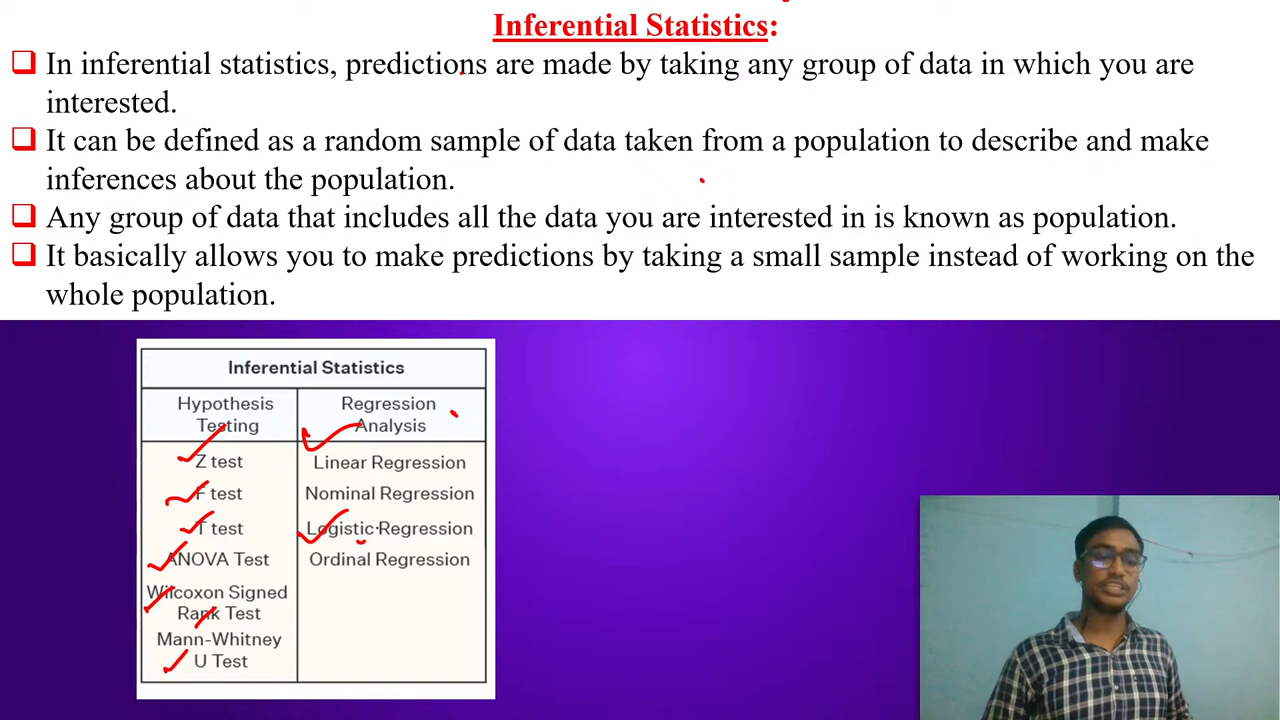 Inferential Statistics:
❑ In inferential statistics, predictions are made by taking any group of data in which you are
interested.
❑ It can be defined as a random sample of data taken from a population to describe and make
inferences about the population.
❑ Any group of data that includes all the data you are interested in is known as population.
❑ It basically allows you to make predictions by taking a small sample instead of working on the
whole population.
Inferential Statistics
Hypothesis
Testing
Regression
Analysis
Z test
Linear Regression
F test
Nominal Regression
T test
Logistic Regression
ANOVA Test
Ordinal Regression
Wilcoxon Signed
Rank Test
Mann-Whitney
U Test